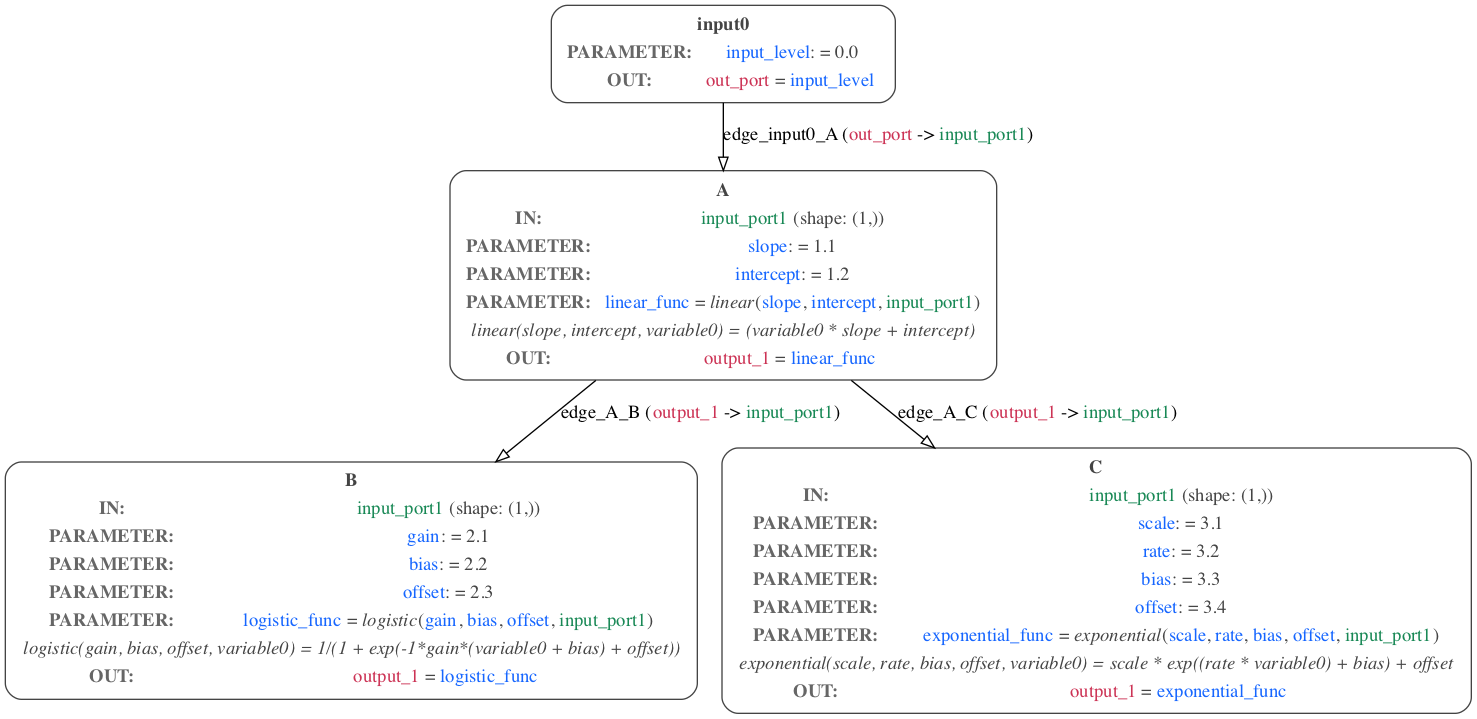 input0
PARAMETER: input_level: = 0.0
OUT: out_port = input_level
edge_input0_A (out_port -> input_port1)
A
IN: input_port1 (shape: (1,))
PARAMETER: slope: = 1.1
PARAMETER: intercept: = 1.2
PARAMETER: linear_func = linear(slope, intercept, input_port1)
linear(slope, intercept, variable0) = (variable0 * slope + intercept)
OUT: output_1 = linear_func
edge_A_B (output_1 -> input_port1)
edge_A_C (output_1 -> input_port1)
B
IN: input_port1 (shape: (1,))
PARAMETER: gain: = 2.1
PARAMETER: bias: = 2.2
PARAMETER: offset: = 2.3
PARAMETER: logistic_func = logistic(gain, bias, offset, input_port1)
logistic(gain, bias, offset, variable0) = 1/(1 + exp(-1*gain*(variable0 + bias) + offset))
OUT: output_1 = logistic_func
C
IN: input_port1 (shape: (1,))
PARAMETER: scale: = 3.1
PARAMETER: rate: = 3.2
PARAMETER: bias: = 3.3
PARAMETER: offset: = 3.4
PARAMETER: exponential_func = exponential(scale, rate, bias, offset, input_port1)
exponential(scale, rate, bias, offset, variable0) = scale * exp((rate * variable0) + bias) + offset
OUT: output_1 = exponential_func